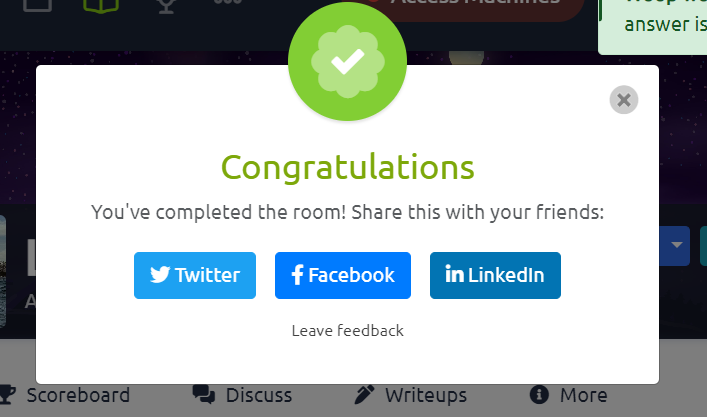 Access Machines
answer is
Congratulations
You've completed the room! Share this with your friends:
Twitter
Facebook
LinkedIn
Leave feedback
Scoreboard
Discuss
Writeups
More